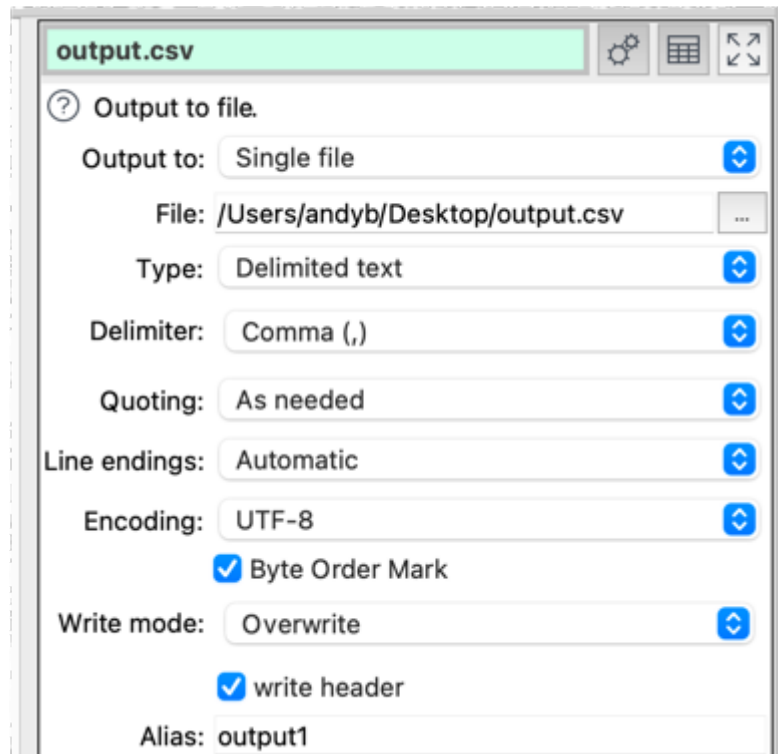 output.csv
? Output to file.
Output to: Single file
File: /Users/andyb/Desktop/output.csv ...
Type: Delimited text
Delimiter: Comma (,)
Quoting: As needed
Line endings: Automatic
Encoding: UTF-8
Byte Order Mark
Write mode: Overwrite
write header
Alias: output1